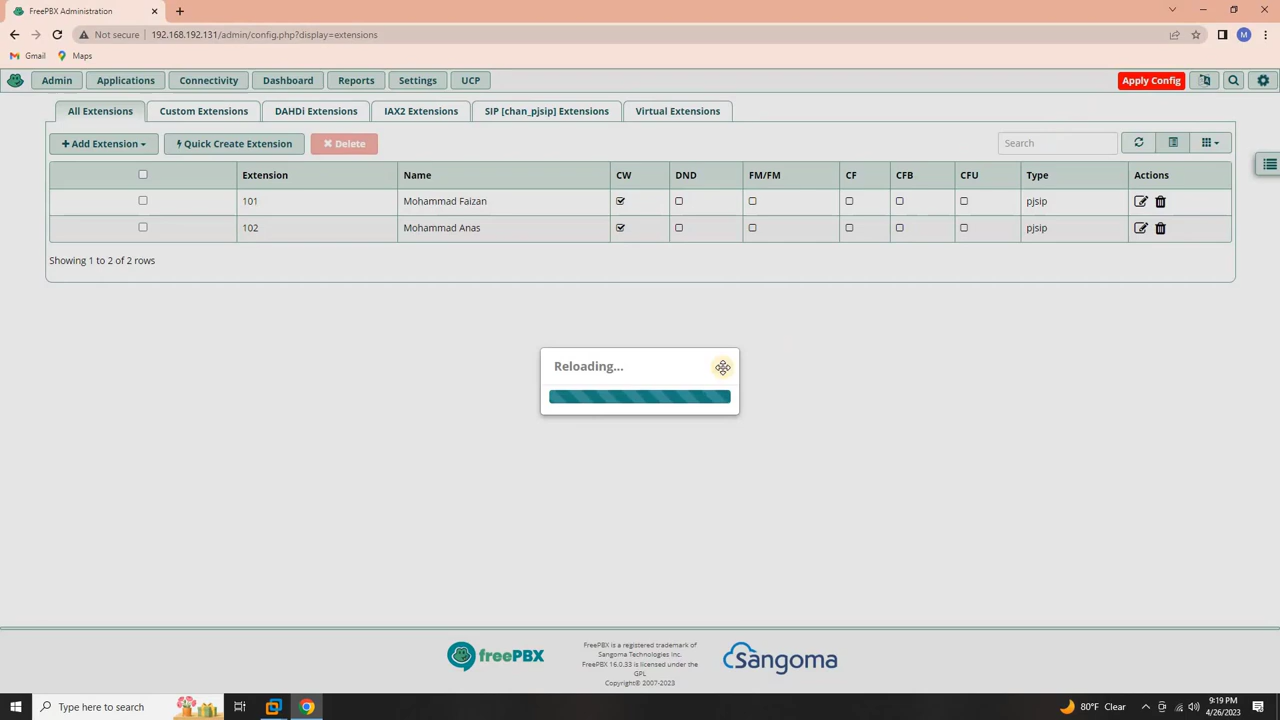 FreePBX Administration
Not secure 192.168.192.131/admin/config.php?display=extensions
M
Gmail Maps
Admin Applications Connectivity Dashboard Reports Settings UCP Apply Config
All Extensions Custom Extensions DAHDi Extensions IAX2 Extensions SIP [chan_pjsip] Extensions Virtual Extensions
Add Extension Quick Create Extension Delete Search
Extension Name CW DND FM/FM CF CFB CFU Type Actions
101 Mohammad Faizan pjsip
102 Mohammad Anas pjsip
Showing 1 to 2 of 2 rows
Reloading...
freePBX
FreePBX is a registered trademark of
Sangoma Technologies Inc.
FreePBX 16.0.33 is licensed under the
GPL
Copyright© 2007-2023
Sangoma
Type here to search
80°F Clear
9:19 PM
4/26/2023